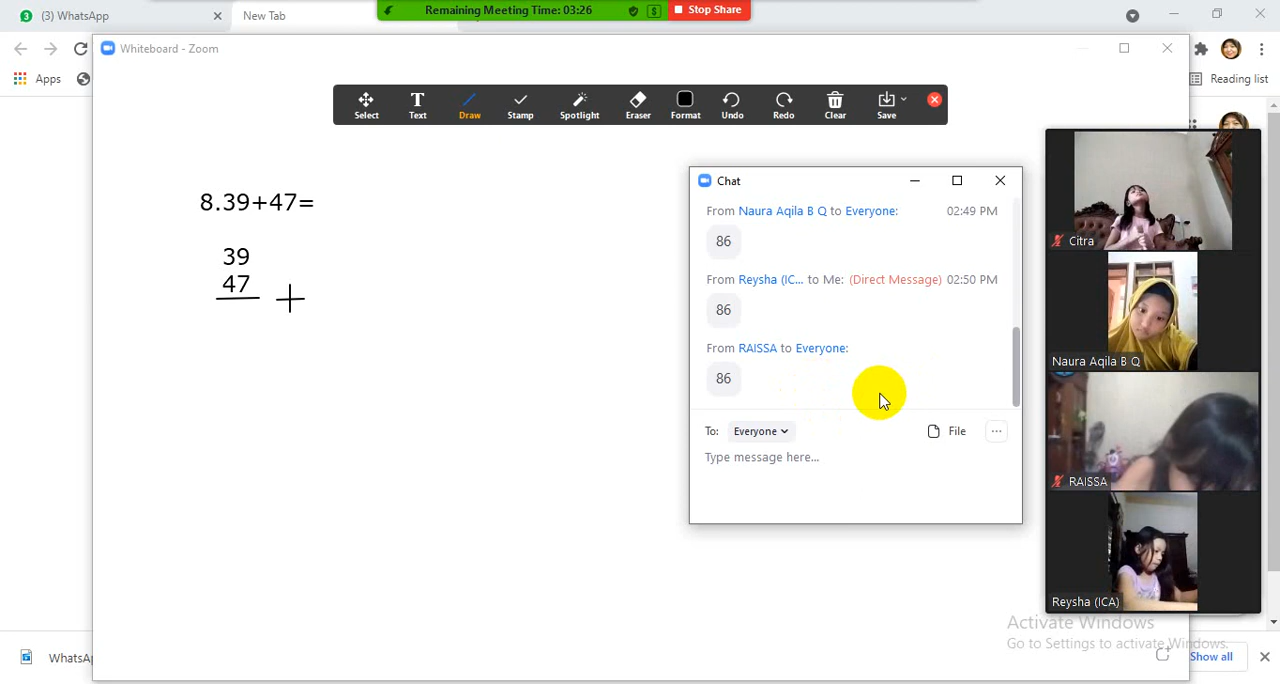 (3) WhatsApp
New Tab
Remaining Meeting Time: 03:26
Stop Share
Whiteboard - Zoom
Apps
Reading list
Select
Text
Draw
Stamp
Spotlight
Eraser
Format
Undo
Redo
Clear
Save
8.39+47=
39
47
+
Chat
From Naura Aqila B Q to Everyone: 02:49 PM
86
From Reysha (IC... to Me: (Direct Message) 02:50 PM
86
From RAISSA to Everyone:
86
To: Everyone
File
Type message here...
Citra
Naura Aqila B Q
RAISSA
Reysha (ICA)
Activate Windows
Go to Settings to activate Windows.
WhatsAp
Show all